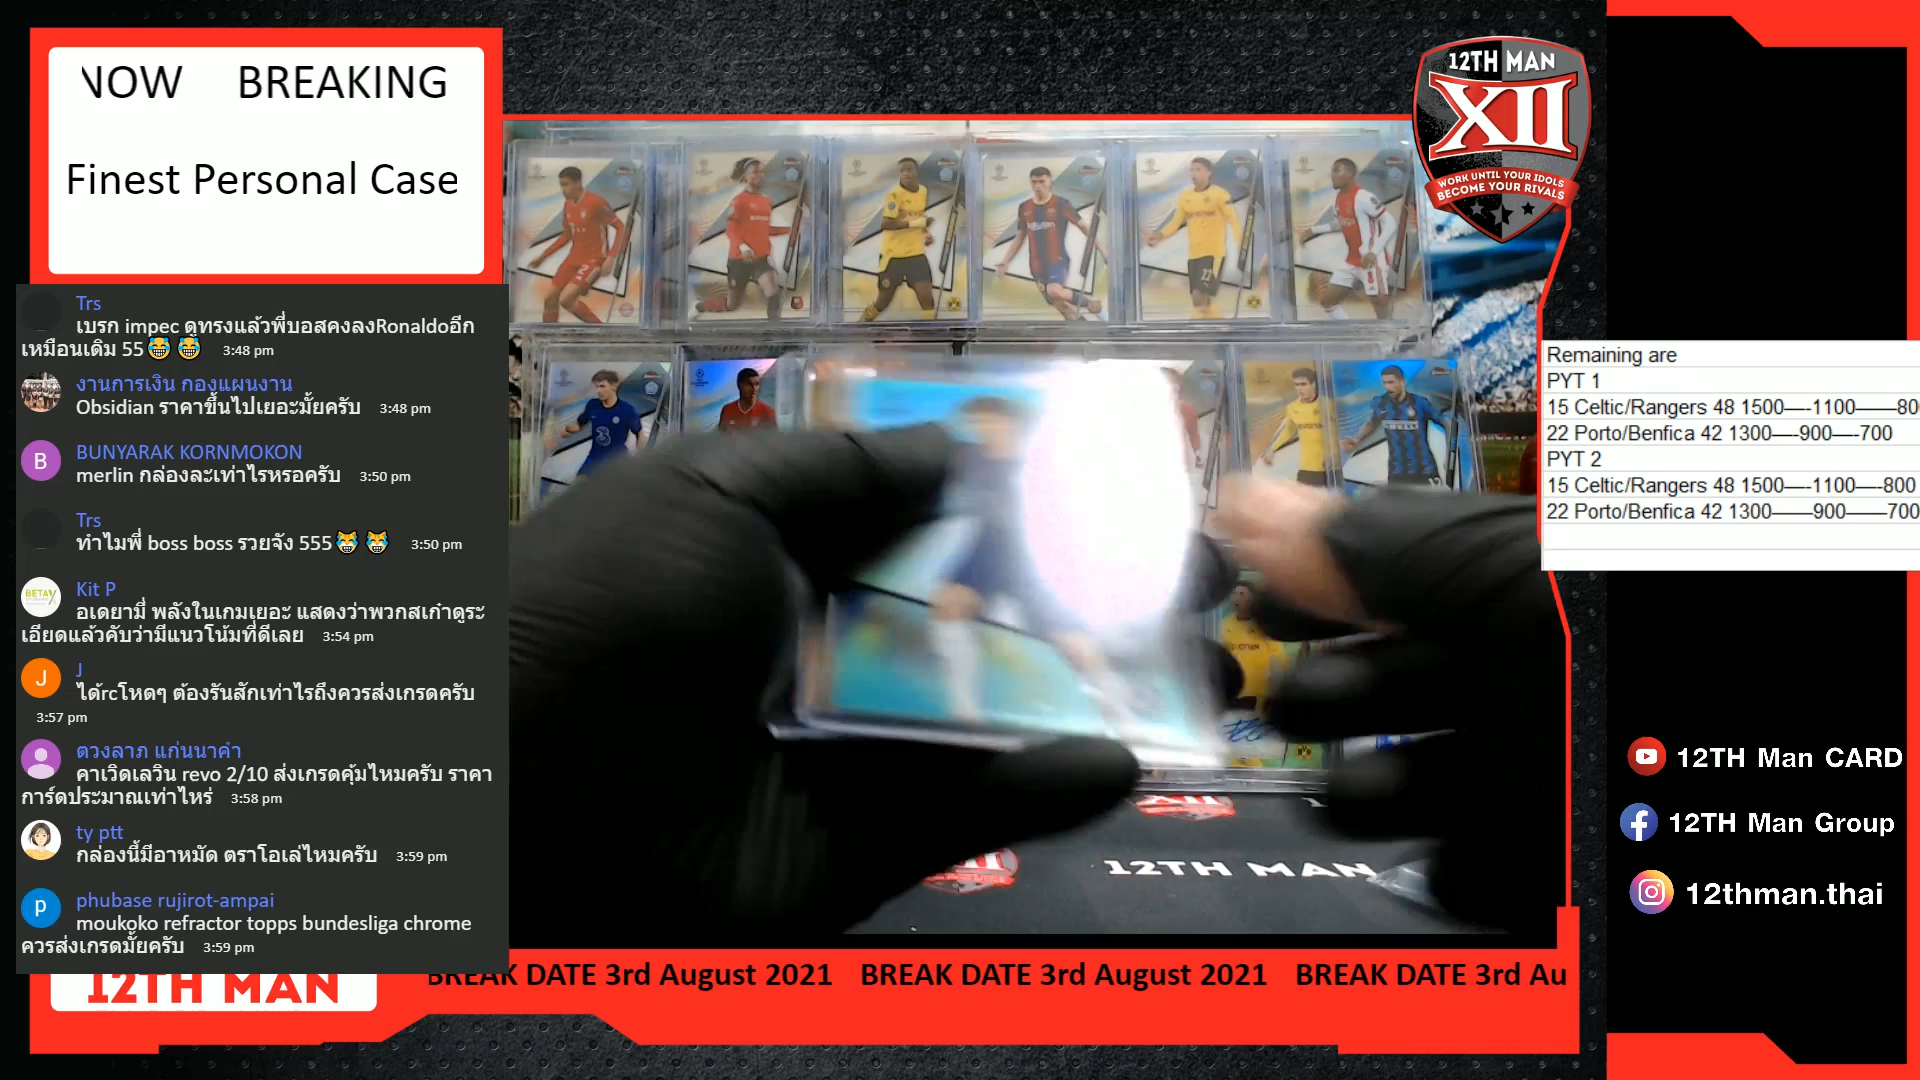 NOW BREAKING
Finest Personal Case
Trs
เบรก impec ดูทรงแล้วพี่บอสคงลงRonaldoอีก
เหมือนเดิม 55😹 😹 3:48 pm
งานการเงิน กองแผนงาน
Obsidian ราคาขึ้นไปเยอะมั้ยครับ 3:48 pm
B
BUNYARAK KORNMOKON
merlin กล่องละเท่าไรหรอครับ 3:50 pm
Trs
ทำไมพี่ boss boss รวยจัง 555😹 😹 3:50 pm
BETA
Kit P
อเดยามี่ พลังในเกมเยอะ แสดงว่าพวกสเก๋าดูระ
เอียดแล้วคับว่ามีแนวโน้มที่ดีเลย 3:54 pm
J
J
ได้rcโหดๆ ต้องรันสักเท่าไรถึงควรส่งเกรดครับ
3:57 pm
ตวงลาภ แก่นนาคำ
คาเวิดเลวิน revo 2/10 ส่งเกรดคุ้มไหมครับ ราคา
การ์ดประมาณเท่าไหร่ 3:58 pm
ty ptt
กล่องนี้มีอาหมัด ตราโอเล่ไหมครับ 3:59 pm
p
phubase rujirot-ampai
moukoko refractor topps bundesliga chrome
ควรส่งเกรดมั้ยครับ 3:59 pm
12TH MAN
BREAK DATE 3rd August 2021 BREAK DATE 3rd August 2021 BREAK DATE 3rd Au
12TH MAN
XII
WORK UNTIL YOUR IDOLS
BECOME YOUR RIVALS
12TH MAN
Remaining are
PYT 1
15 Celtic/Rangers 48 1500—-1100——80
22 Porto/Benfica 42 1300—-900—-700
PYT 2
15 Celtic/Rangers 48 1500—-1100—-800
22 Porto/Benfica 42 1300——900——700
12TH Man CARD
12TH Man Group
12thman.thai